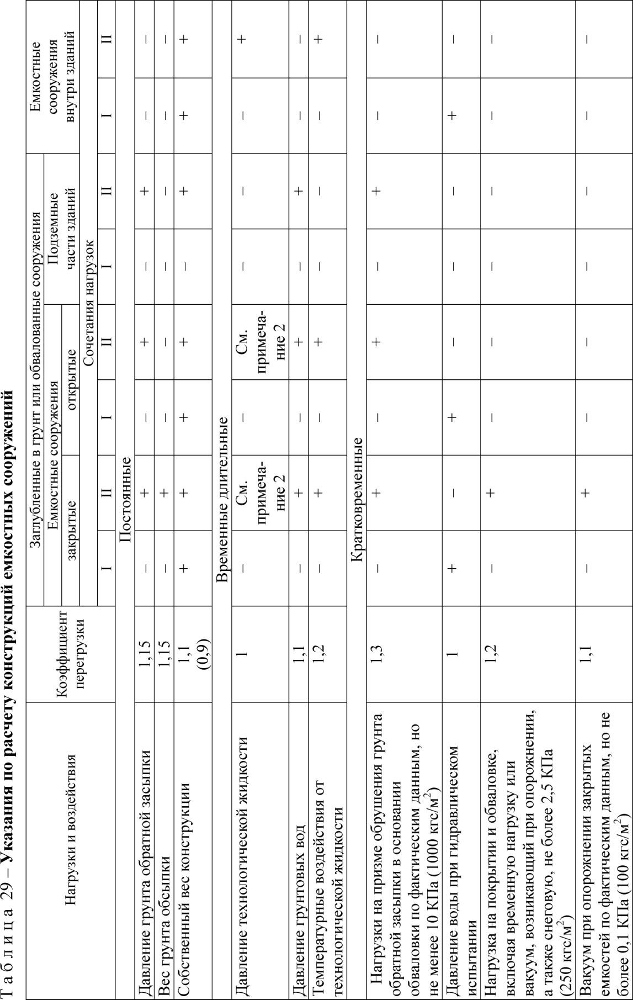 Т а б л и ц а 29 – Указания по расчету конструкций емкостных сооружений
Нагрузки и воздействия
Коэффициент
перегрузки
Заглубленные в грунт или обвалованные сооружения
Емкостные
сооружения
внутри зданий
Емкостные сооружения
Подземные
части зданий
закрытые
открытые
Сочетания нагрузок
I II I II I II I II
Постоянные
Давление грунта обратной засыпки 1,15 – + – + – + – –
Вес грунта обсыпки 1,15 – + – – – – – –
Собственный вес конструкции 1,1 + + + + – + + +
(0,9)
Временные длительные
Давление технологической жидкости 1 – См. – См. – – – +
примеча- примеча-
ние 2 ние 2
Давление грунтовых вод 1,1 – + – + – + – –
Температурные воздействия от 1,2 – + – + – – – +
технологической жидкости
Кратковременные
Нагрузки на призме обрушения грунта 1,3 – + – + – + – –
обратной засыпки в основании
обваловки по фактическим данным, но
не менее 10 КПа (1000 кгс/м²)
Давление воды при гидравлическом 1 + – + – – – + –
испытании
Нагрузка на покрытии и обваловке, 1,2 – + – – – – – –
включая временную нагрузку или
вакуум, возникающий при опорожнении,
а также снеговую, не более 2,5 КПа
(250 кгс/м²)
Вакуум при опорожнении закрытых 1,1 – + – – – – – –
емкостей по фактическим данным, но не
более 0,1 КПа (100 кгс/м²)